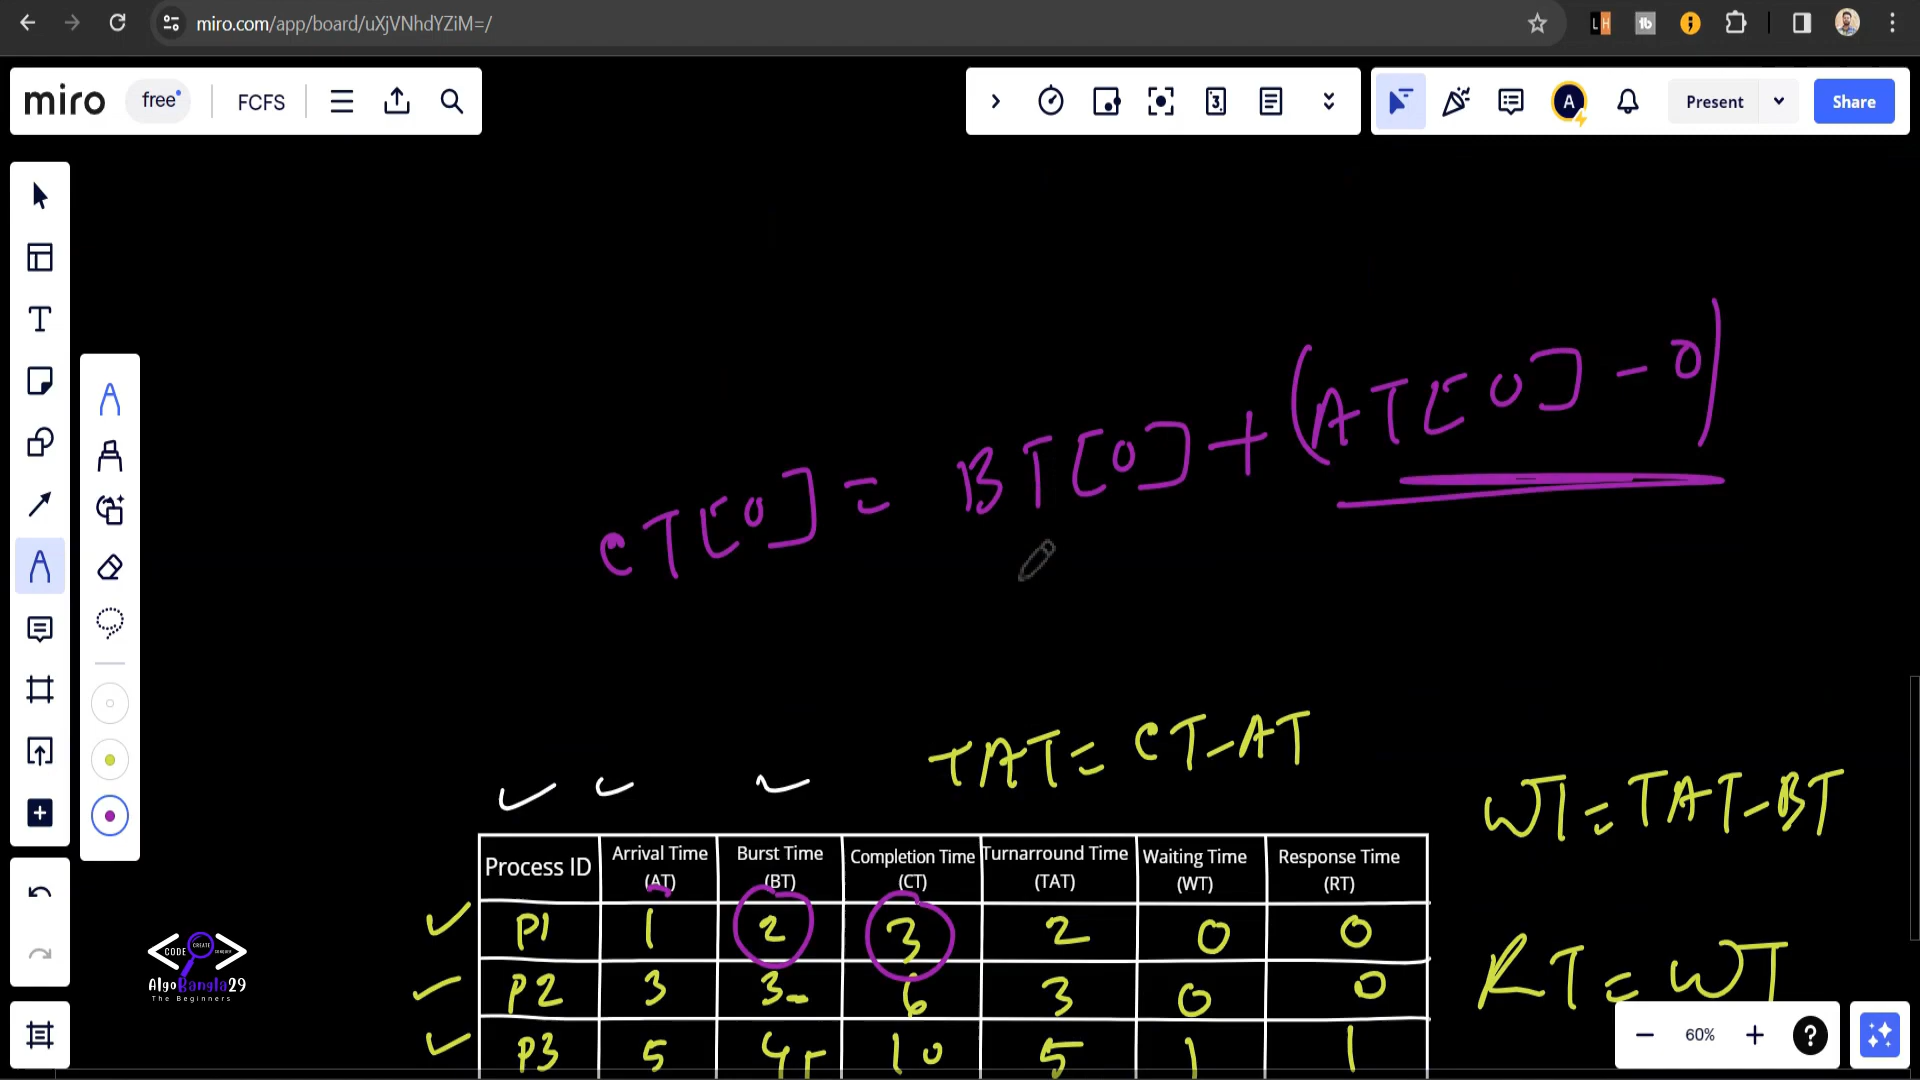 miro.com/app/board/uXjVNhdYZiM=/
miro free FCFS
3
A
Present
Share
CT[0] = BT[0] + (AT[0] - 0)
TAT = CT - AT
WT = TAT - BT
RT = WT
Process ID Arrival Time (AT) Burst Time (BT) Completion Time (CT) Turnarround Time (TAT) Waiting Time (WT) Response Time (RT)
P1 1 2 3 2 0 0
P2 3 3 6 3 0 0
P3 5 4 10 5 1 1
CODE CREATE
AlgoBangla29
The Beginners
60%